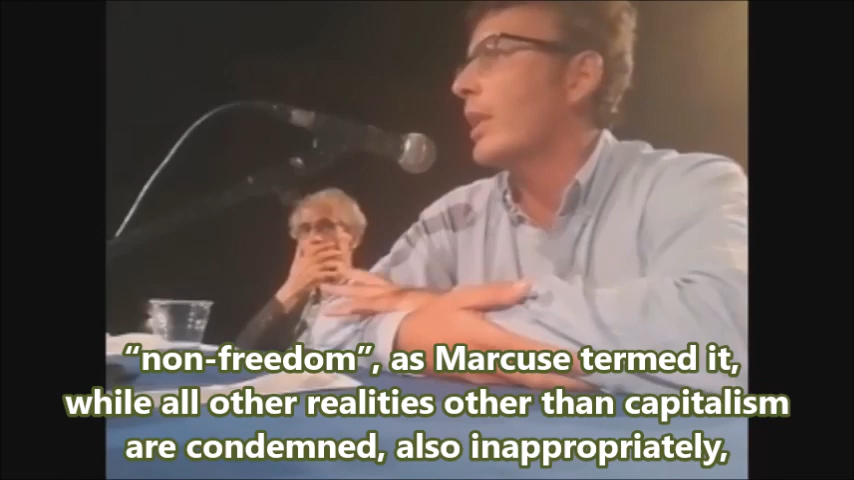 “non-freedom”, as Marcuse termed it,
while all other realities other than capitalism
are condemned, also inappropriately,